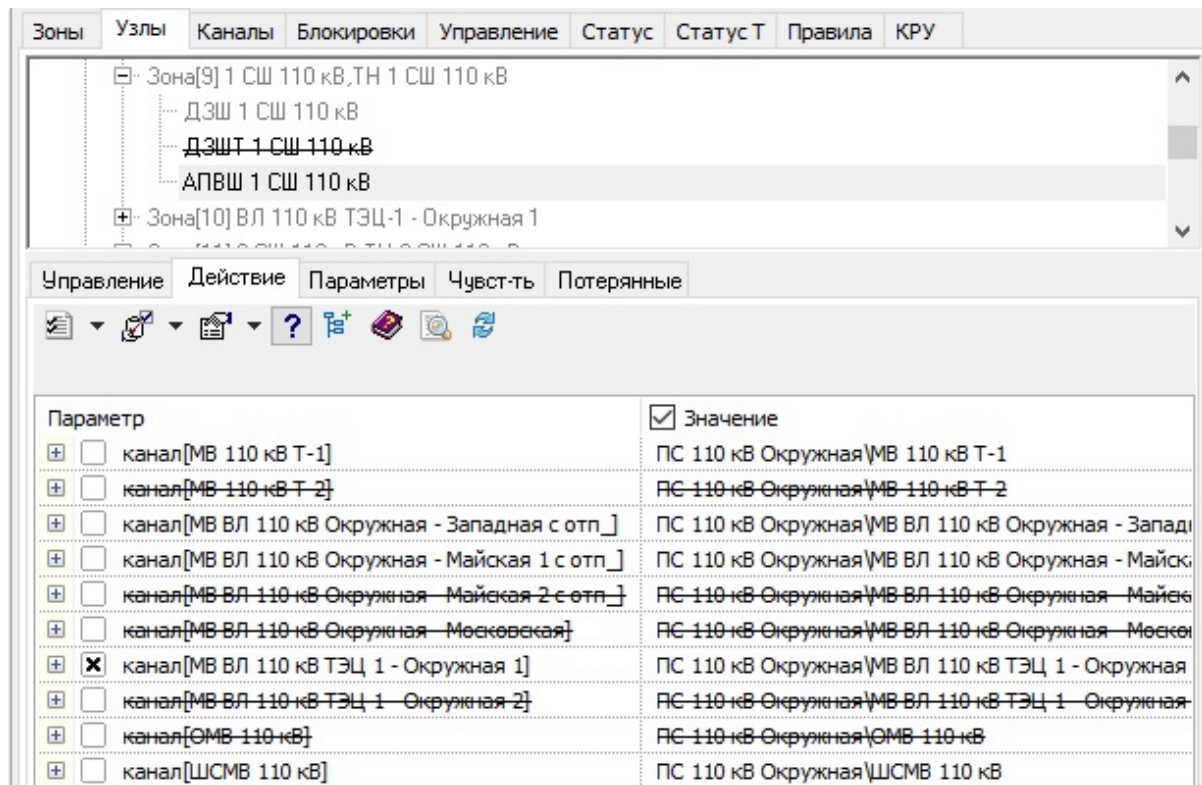 Зоны Узлы Каналы Блокировки Управление Статус Статус Т Правила КРУ
Зона[9] 1 СШ 110 кВ,ТН 1 СШ 110 кВ
ДЗШ 1 СШ 110 кВ
ДЗШТ 1 СШ 110 кВ
АПВШ 1 СШ 110 кВ
Зона[10] ВЛ 110 кВ ТЭЦ-1 - Окружная 1
Управление Действие Параметры Чувст-ть Потерянные
Параметр Значение
канал[МВ 110 кВ Т-1] ПС 110 кВ Окружная\МВ 110 кВ Т-1
канал[МВ 110 кВ Т-2] ПС 110 кВ Окружная\МВ 110 кВ Т-2
канал[МВ ВЛ 110 кВ Окружная - Западная с отп_] ПС 110 кВ Окружная\МВ ВЛ 110 кВ Окружная - Запад
канал[МВ ВЛ 110 кВ Окружная - Майская 1 с отп_] ПС 110 кВ Окружная\МВ ВЛ 110 кВ Окружная - Майск
канал[МВ ВЛ 110 кВ Окружная - Майская 2 с отп_] ПС 110 кВ Окружная\МВ ВЛ 110 кВ Окружная - Майск
канал[МВ ВЛ 110 кВ Окружная - Московская] ПС 110 кВ Окружная\МВ ВЛ 110 кВ Окружная - Моско
канал[МВ ВЛ 110 кВ ТЭЦ 1 - Окружная 1] ПС 110 кВ Окружная\МВ ВЛ 110 кВ ТЭЦ 1 - Окружная
канал[МВ ВЛ 110 кВ ТЭЦ 1 - Окружная 2] ПС 110 кВ Окружная\МВ ВЛ 110 кВ ТЭЦ 1 - Окружная
канал[ОМВ 110 кВ] ПС 110 кВ Окружная\ОМВ 110 кВ
канал[ШСМВ 110 кВ] ПС 110 кВ Окружная\ШСМВ 110 кВ